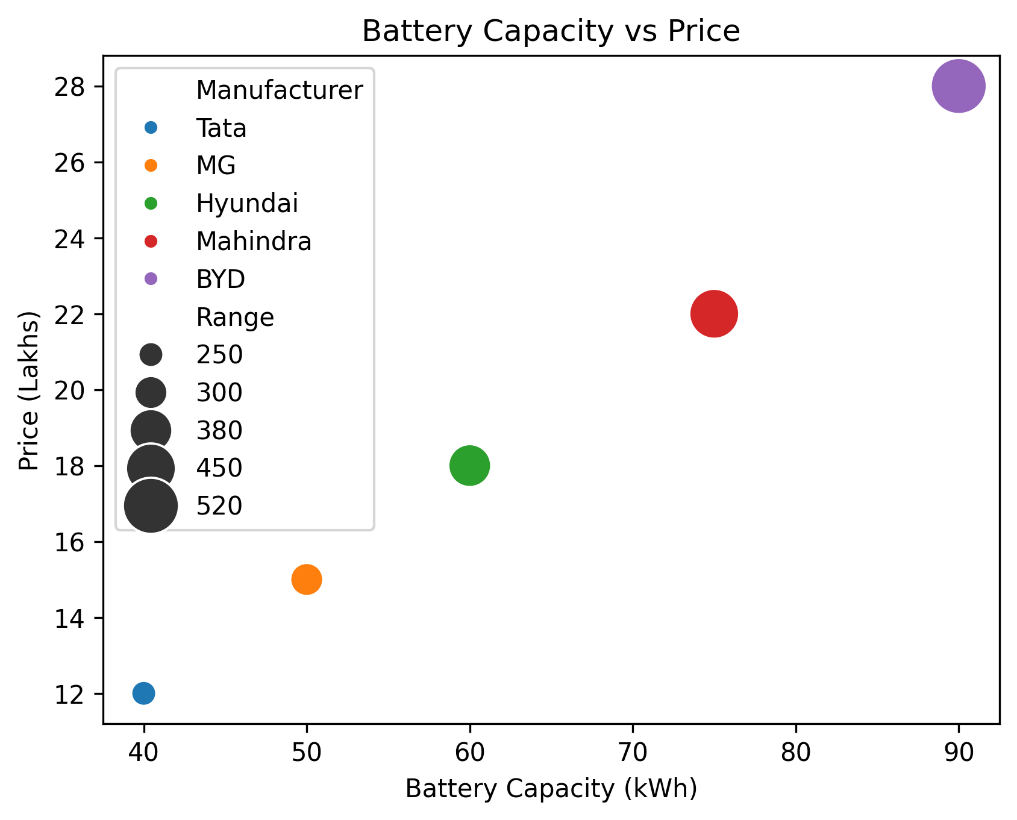 Battery Capacity vs Price
Manufacturer
Tata
MG
Hyundai
Mahindra
BYD
Range
250
300
380
450
520
Price (Lakhs)
28
26
24
22
20
18
16
14
12
40 50 60 70 80 90
Battery Capacity (kWh)